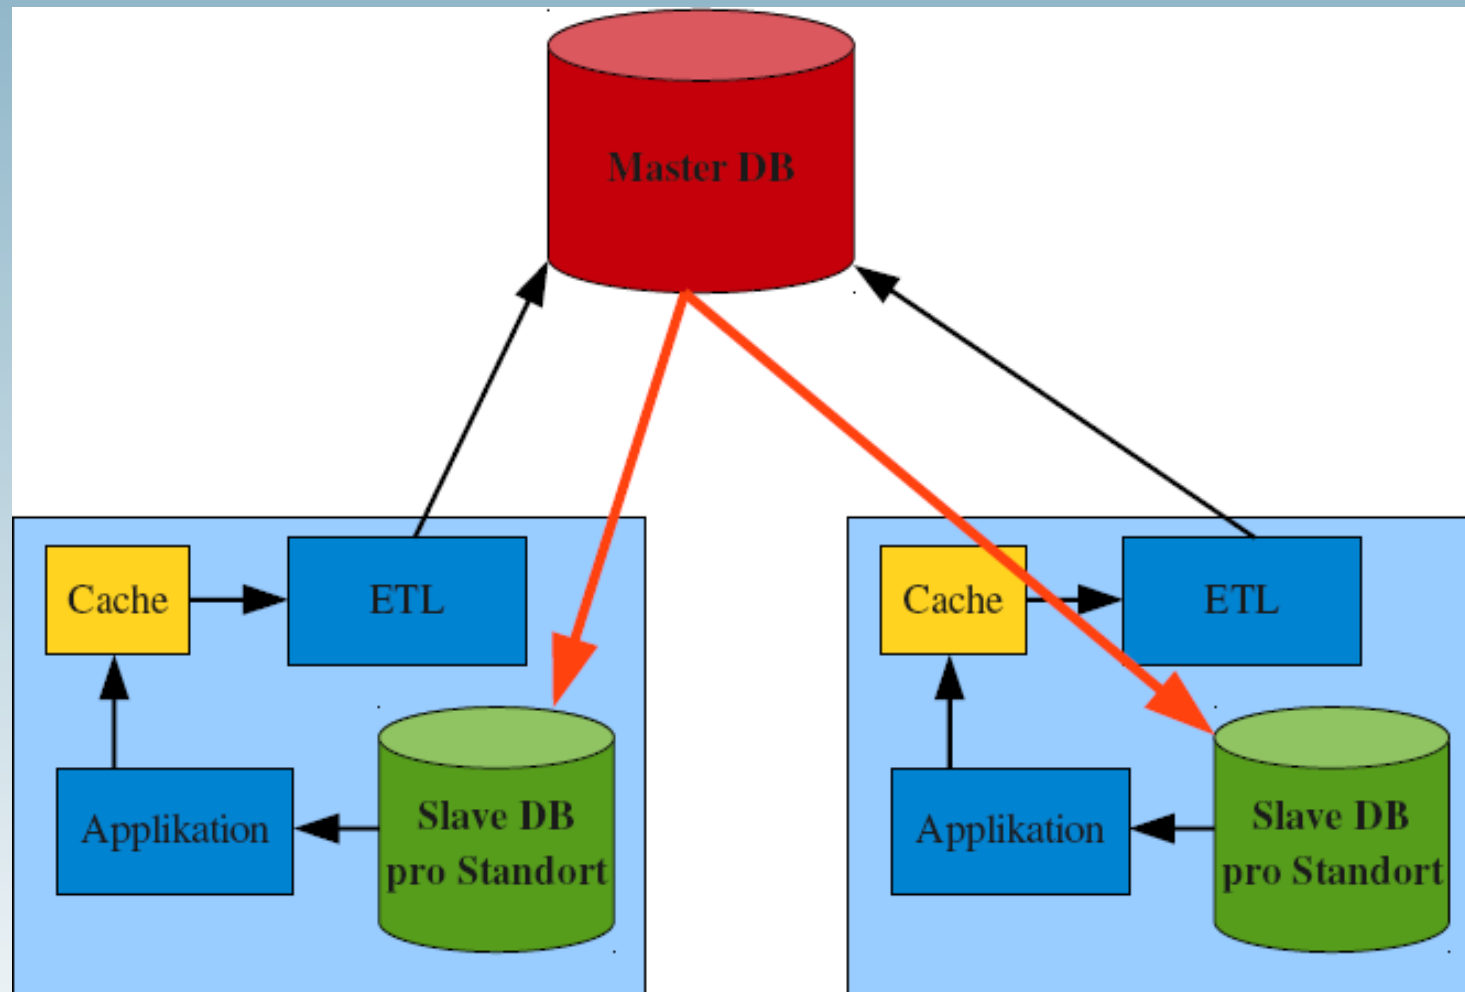 Master DB
Cache
ETL
Applikation
Slave DB
pro Standort
Cache
ETL
Applikation
Slave DB
pro Standort